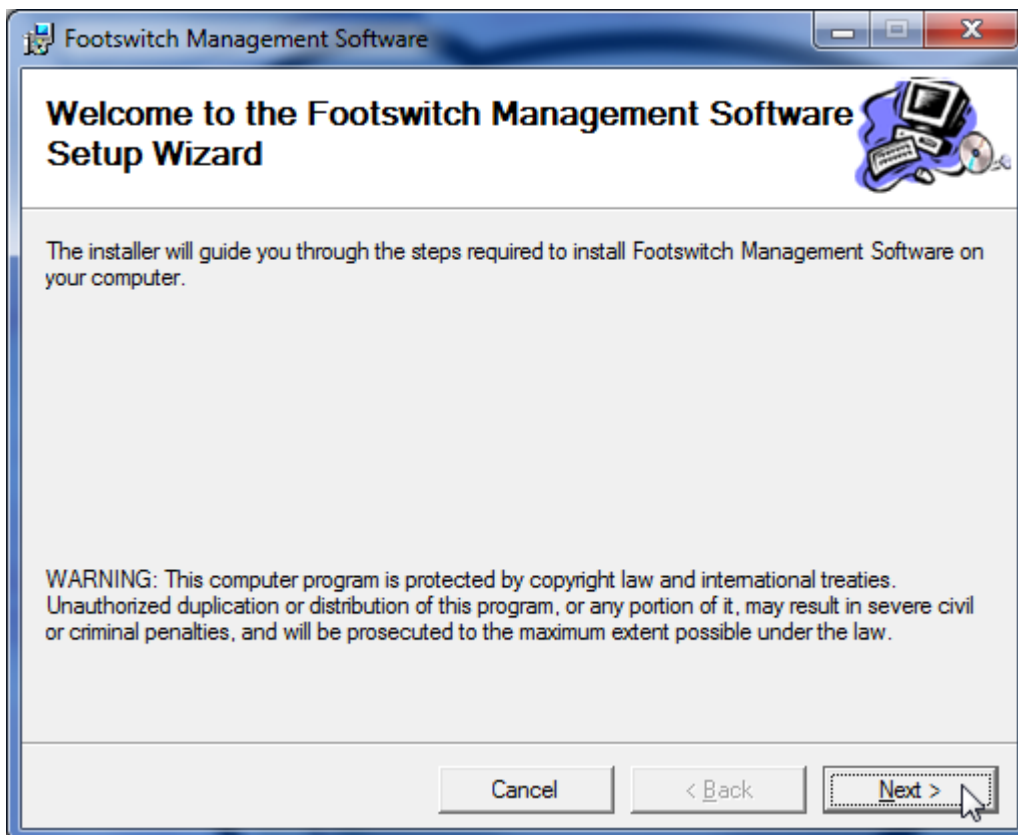 Footswitch Management Software
Welcome to the Footswitch Management Software
Setup Wizard
The installer will guide you through the steps required to install Footswitch Management Software on
your computer.
WARNING: This computer program is protected by copyright law and international treaties.
Unauthorized duplication or distribution of this program, or any portion of it, may result in severe civil
or criminal penalties, and will be prosecuted to the maximum extent possible under the law.
Cancel
< Back
Next >